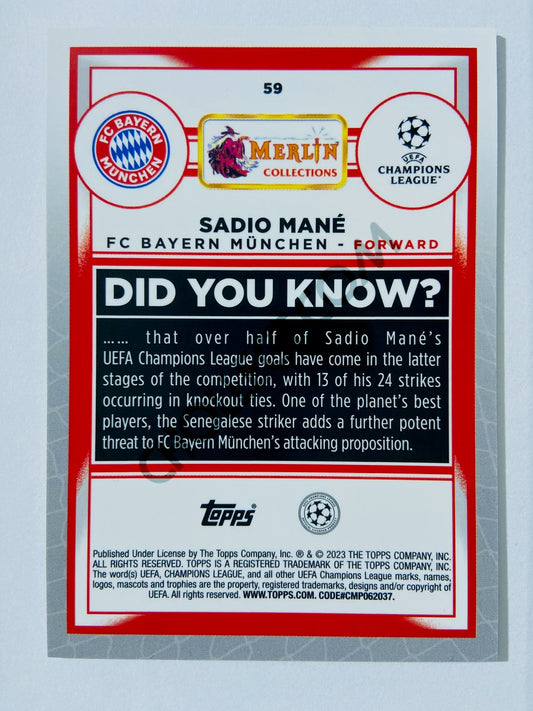 59
FC BAYERN
MÜNCHEN
MERLIN
COLLECTIONS
UEFA
CHAMPIONS
LEAGUE
SADIO MANÉ
FC BAYERN MÜNCHEN - FORWARD
DID YOU KNOW?
...... that over half of Sadio Mané's
UEFA Champions League goals have come in the latter
stages of the competition, with 13 of his 24 strikes
occurring in knockout ties. One of the planet's best
players, the Senegalese striker adds a further potent
threat to FC Bayern München's attacking proposition.
topps
Published Under License by The Topps Company, Inc. ® & © 2023 THE TOPPS COMPANY, INC.
ALL RIGHTS RESERVED. TOPPS IS A REGISTERED TRADEMARK OF THE TOPPS COMPANY, INC.
The word(s) UEFA, CHAMPIONS LEAGUE, and all other UEFA Champions League marks, names,
logos, mascots and trophies are the property, registered trademarks, designs and/or copyright of
UEFA. All rights reserved. WWW.TOPPS.COM. CODE#CMP062037.